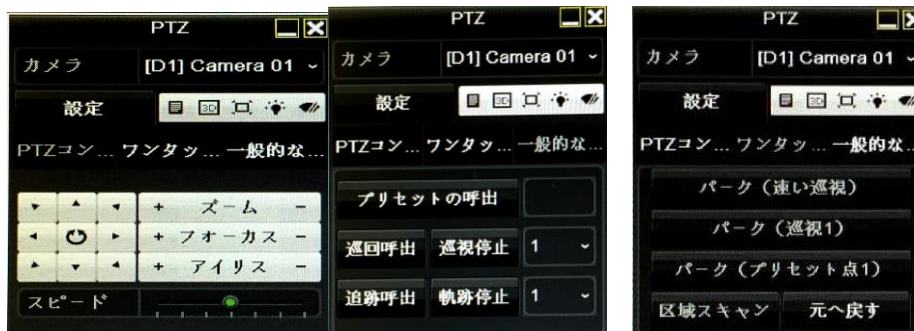 PTZ
カメラ [D1] Camera 01
設定
PTZコン... ワンタッ... 一般的な...
+ ズーム -
+ フォーカス -
+ アイリス -
スピード
PTZ
カメラ [D1] Camera 01
設定
PTZコン... ワンタッ... 一般的な...
プリセットの呼出
巡回呼出 巡視停止 1
追跡呼出 軌跡停止 1
PTZ
カメラ [D1] Camera 01
設定
PTZコン... ワンタッ... 一般的な..
パーク（速い巡視）
パーク（巡視1）
パーク（プリセット点1）
区域スキャン 元へ戻す